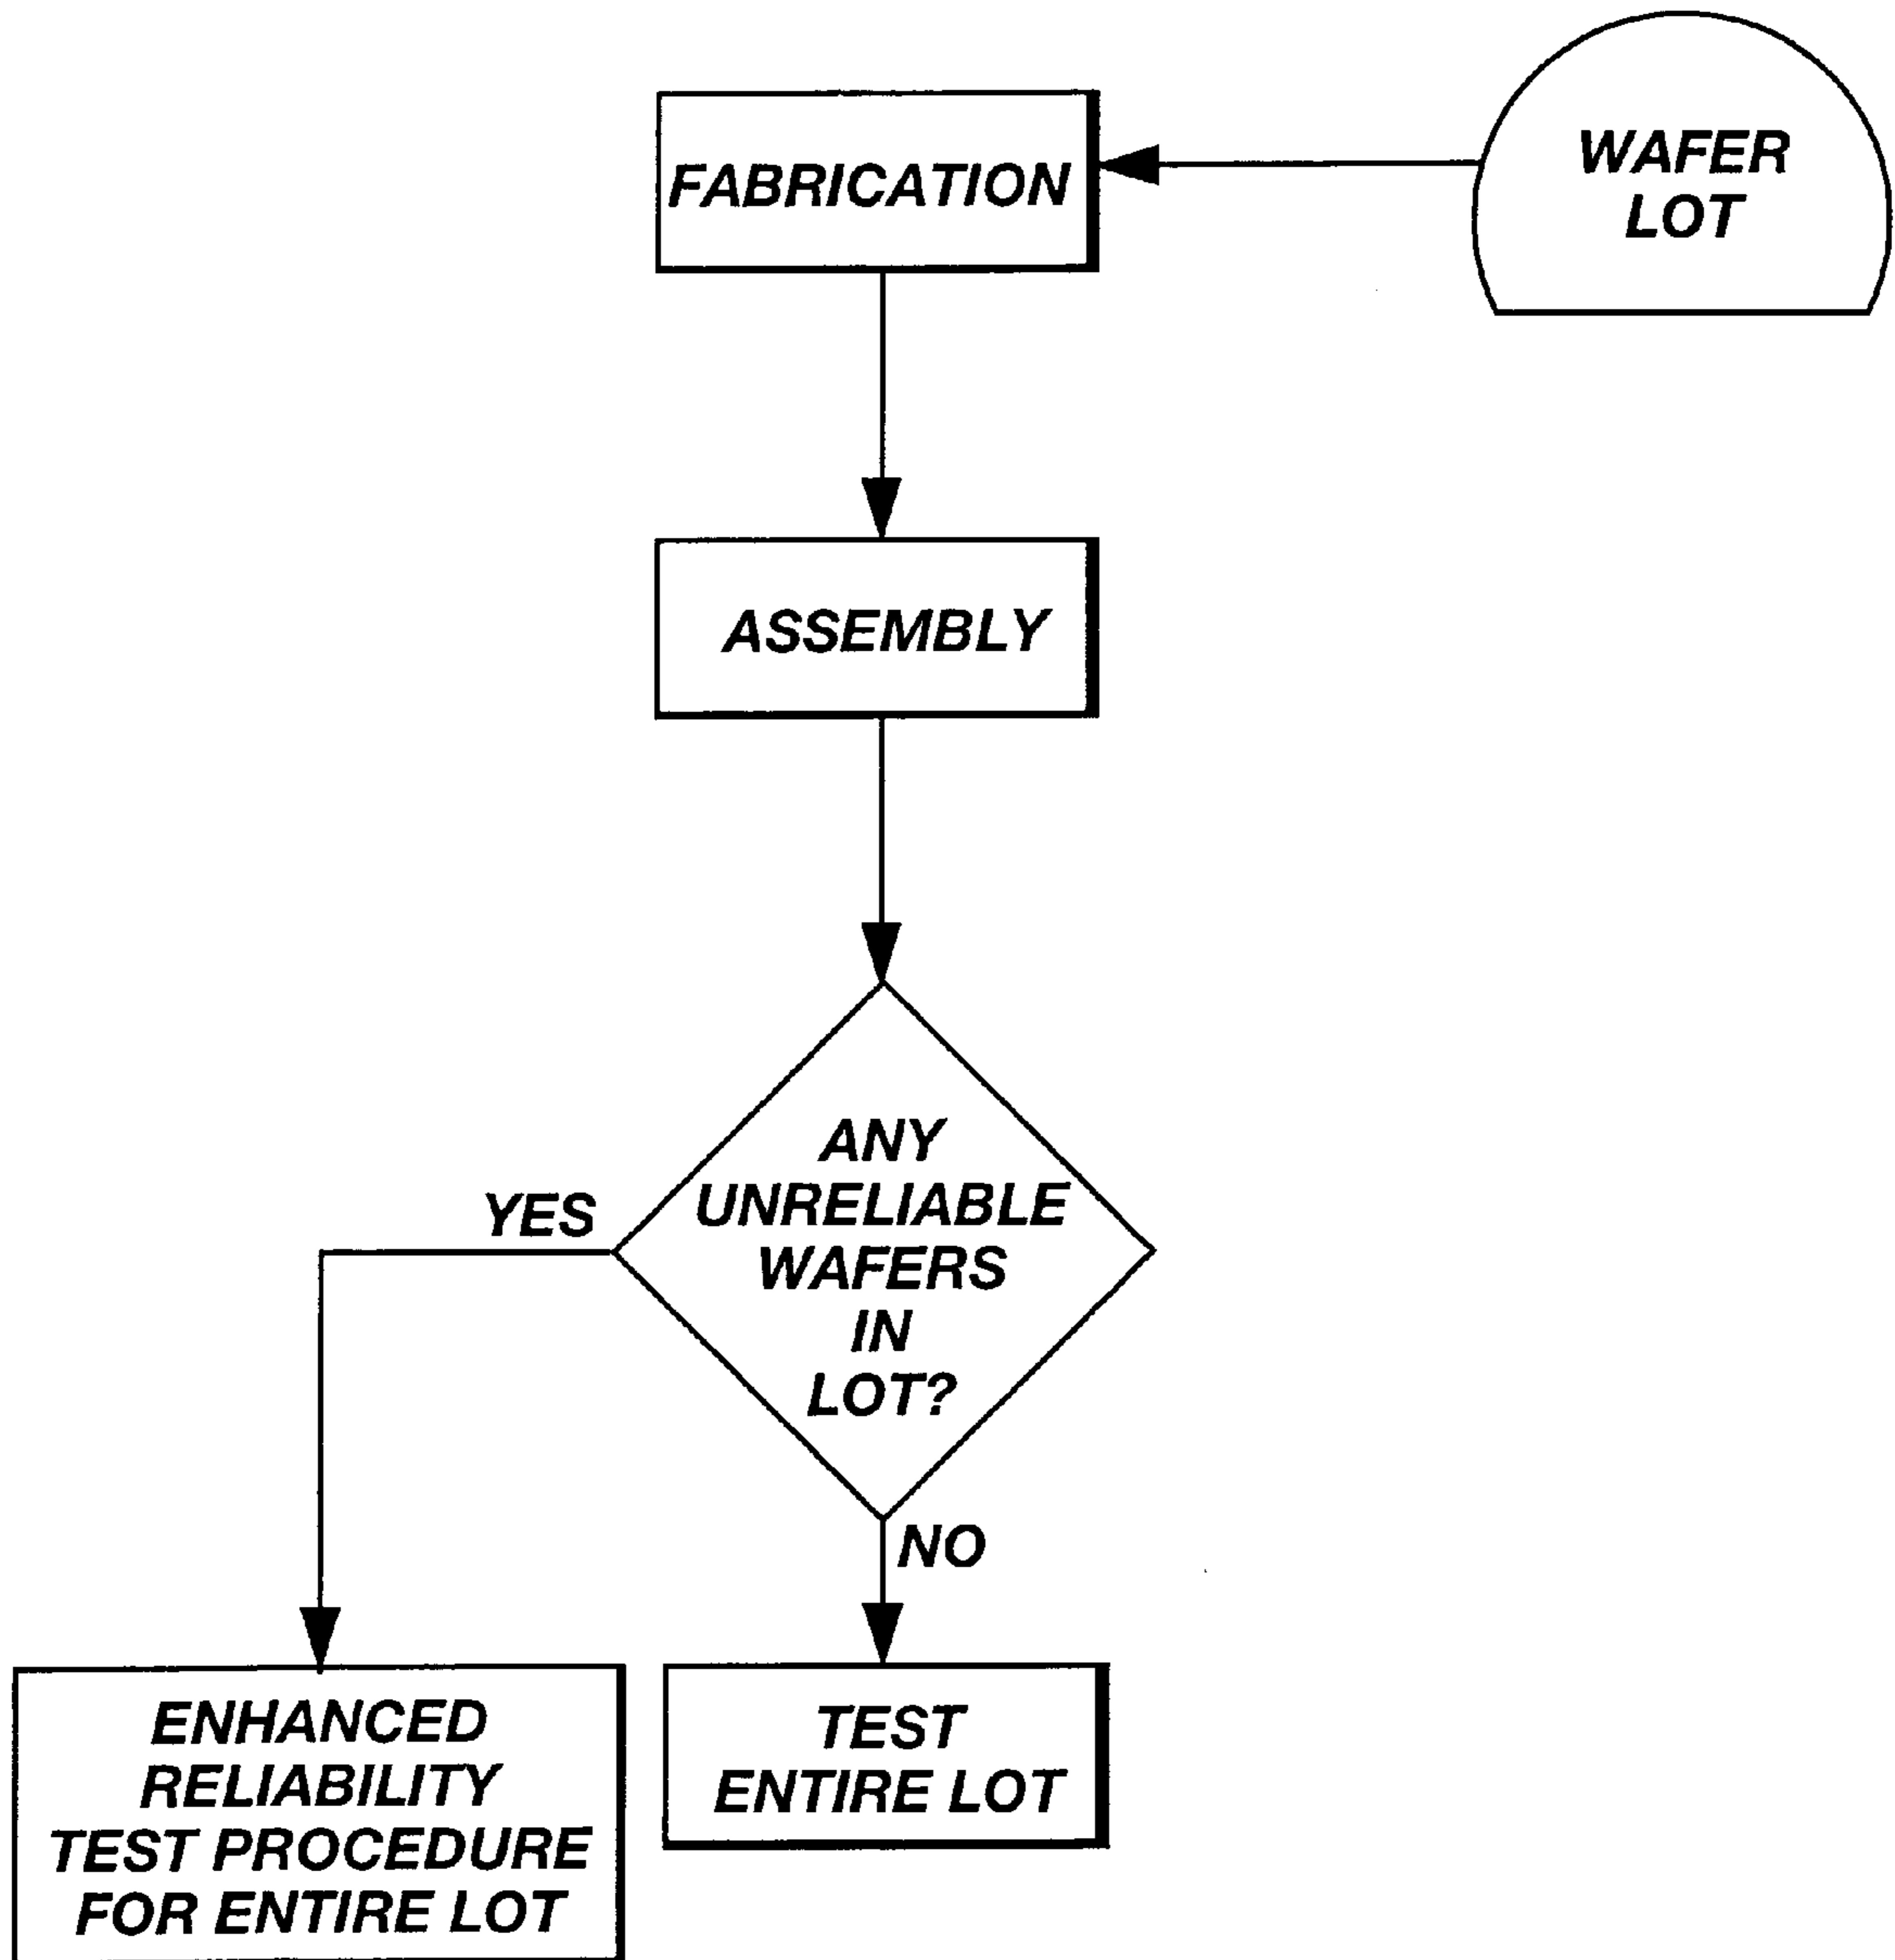 WAFER
LOT
FABRICATION
ASSEMBLY
ANY
UNRELIABLE
WAFERS
IN
LOT?
YES
NO
ENHANCED
RELIABILITY
TEST PROCEDURE
FOR ENTIRE LOT
TEST
ENTIRE LOT